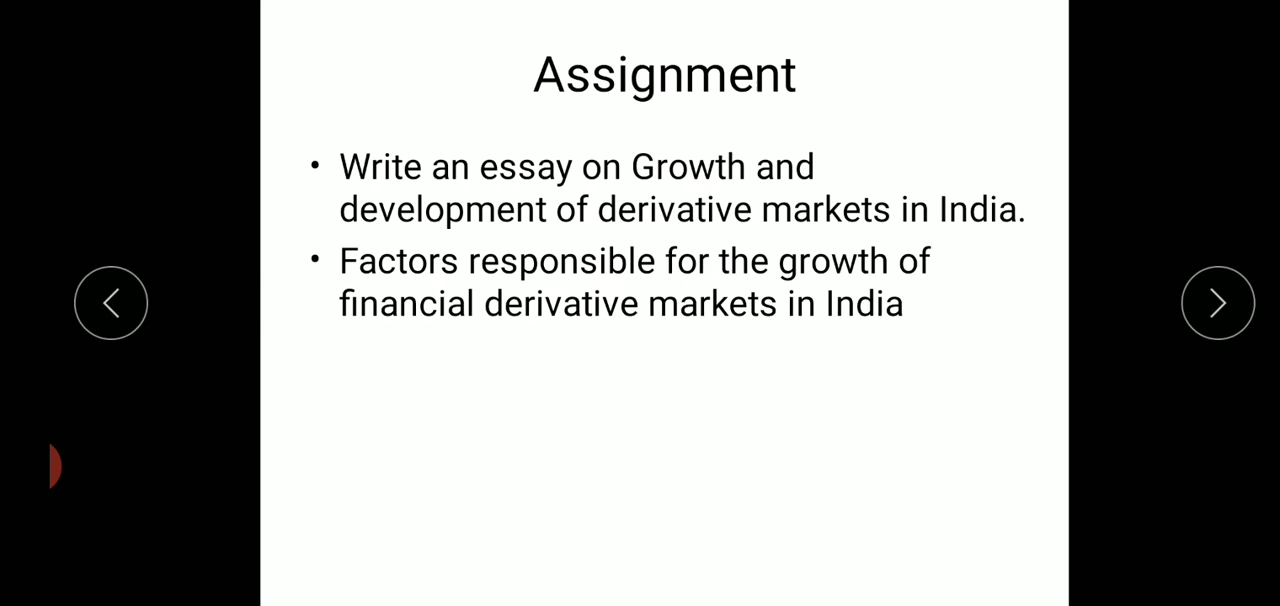 Assignment
• Write an essay on Growth and
development of derivative markets in India.
• Factors responsible for the growth of
financial derivative markets in India